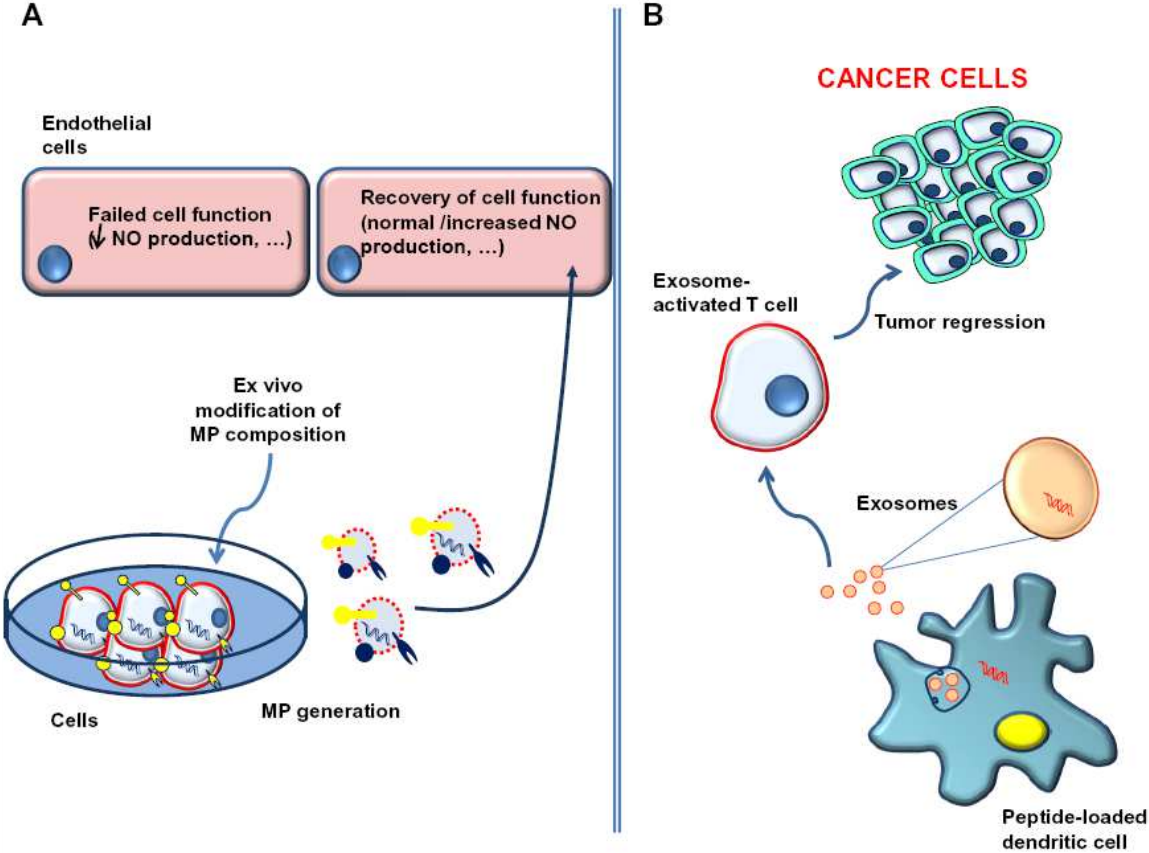 A
Endothelial
cells
Failed cell function
(↓ NO production, …)
Recovery of cell function
(normal /increased NO
production, …)
Ex vivo
modification of
MP composition
Cells
MP generation
B
CANCER CELLS
Exosome-
activated T cell
Tumor regression
Exosomes
Peptide-loaded
dendritic cell